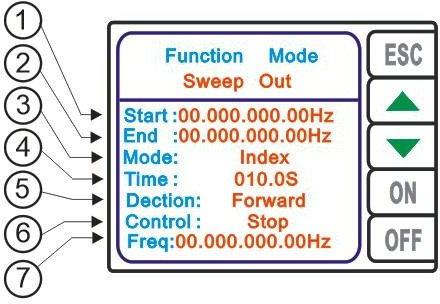 Function Mode
Sweep Out
Start :00.000.000.00Hz
End :00.000.000.00Hz
Mode: Index
Time : 010.0S
Dection: Forward
Control : Stop
Freq:00.000.000.00Hz
ESC
ON
OFF
1
2
3
4
5
6
7